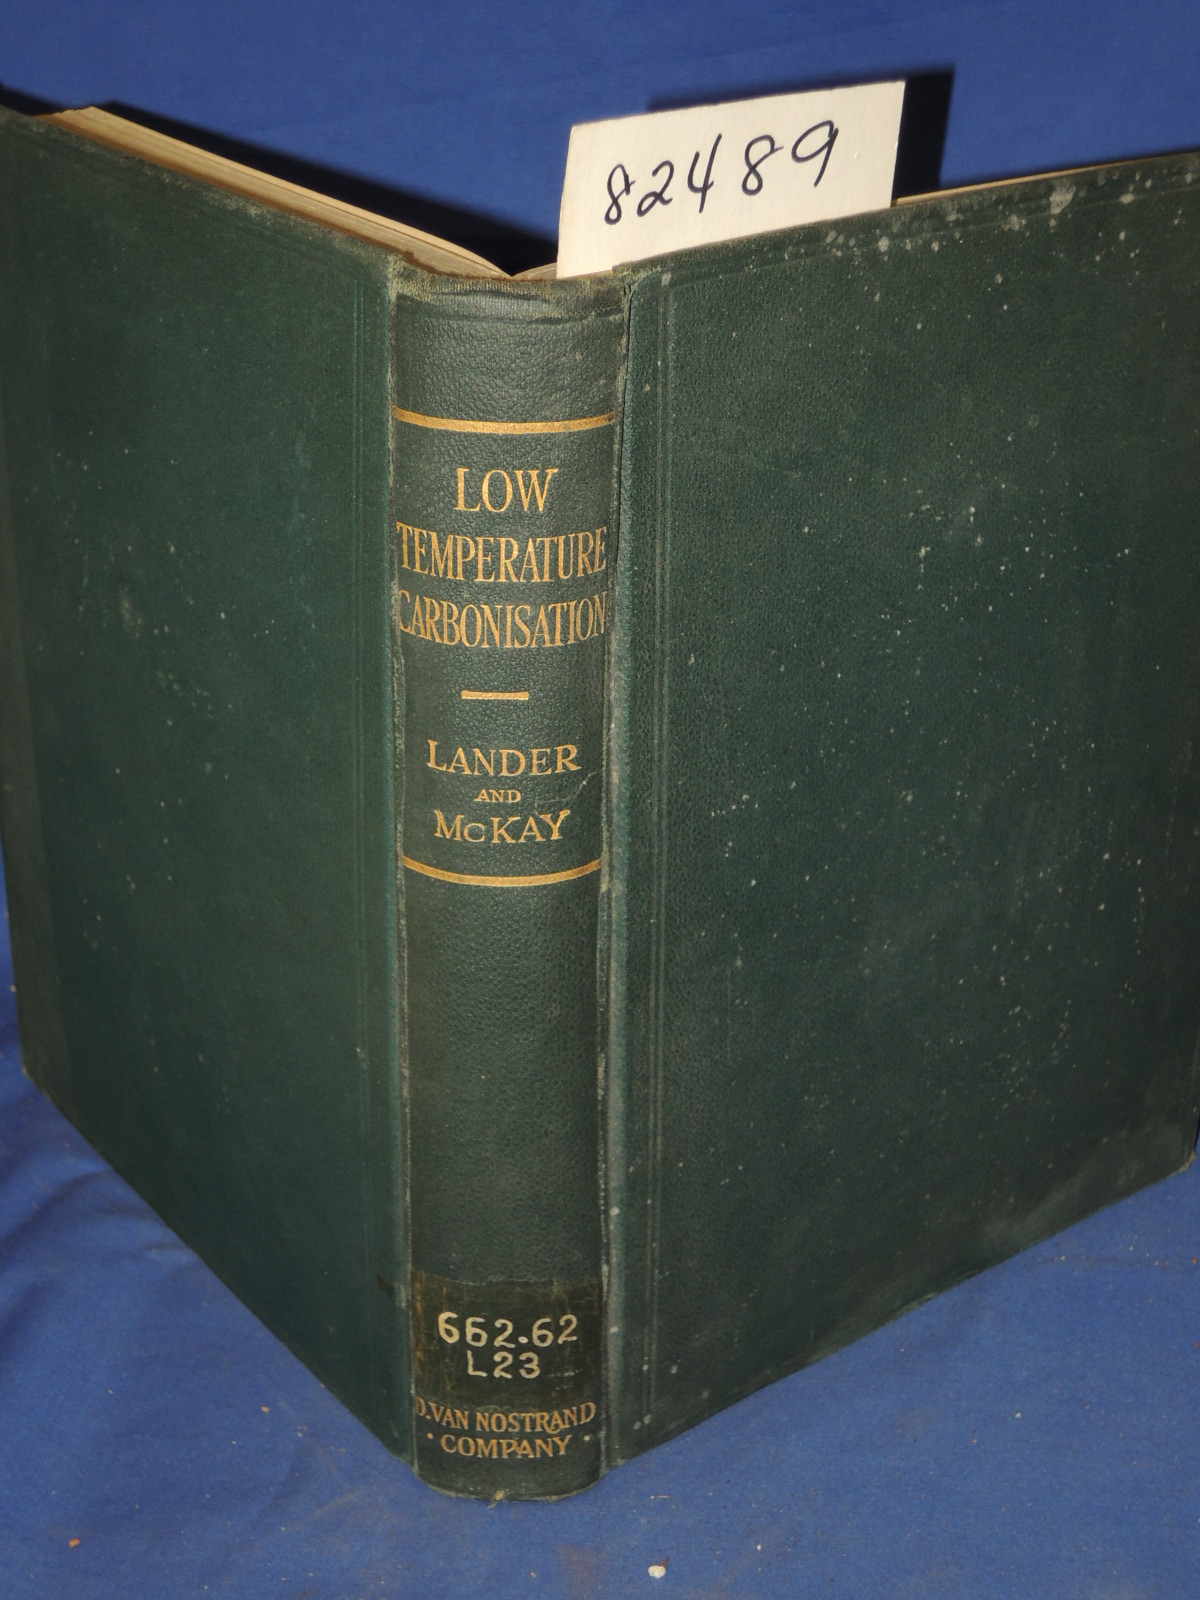 82489
LOW
TEMPERATURE
CARBONISATION
LANDER
AND
McKAY
662.62
L23
D.VAN NOSTRAND
· COMPANY ·